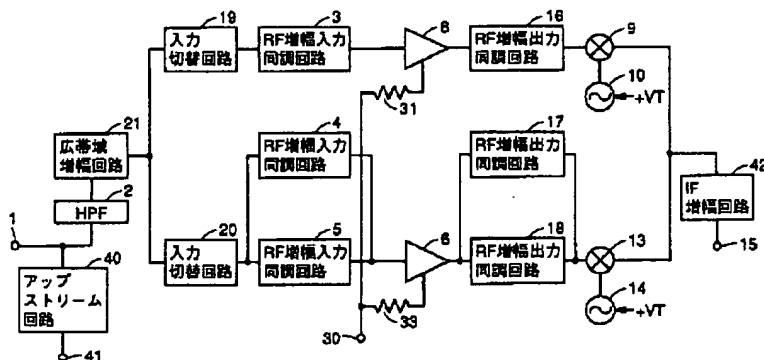 19
3
8
16
9
入力
切替回路
RF増幅入力
同調回路
RF増幅出力
同調回路
10
+VT
31
21
4
17
広帯域
増幅回路
RF増幅入力
同調回路
RF増幅出力
同調回路
42
2
HPF
IF
増幅回路
1
20
5
6
18
13
15
入力
切替回路
RF増幅入力
同調回路
RF増幅出力
同調回路
40
アップ
ストリーム
回路
14
33
+VT
30
41